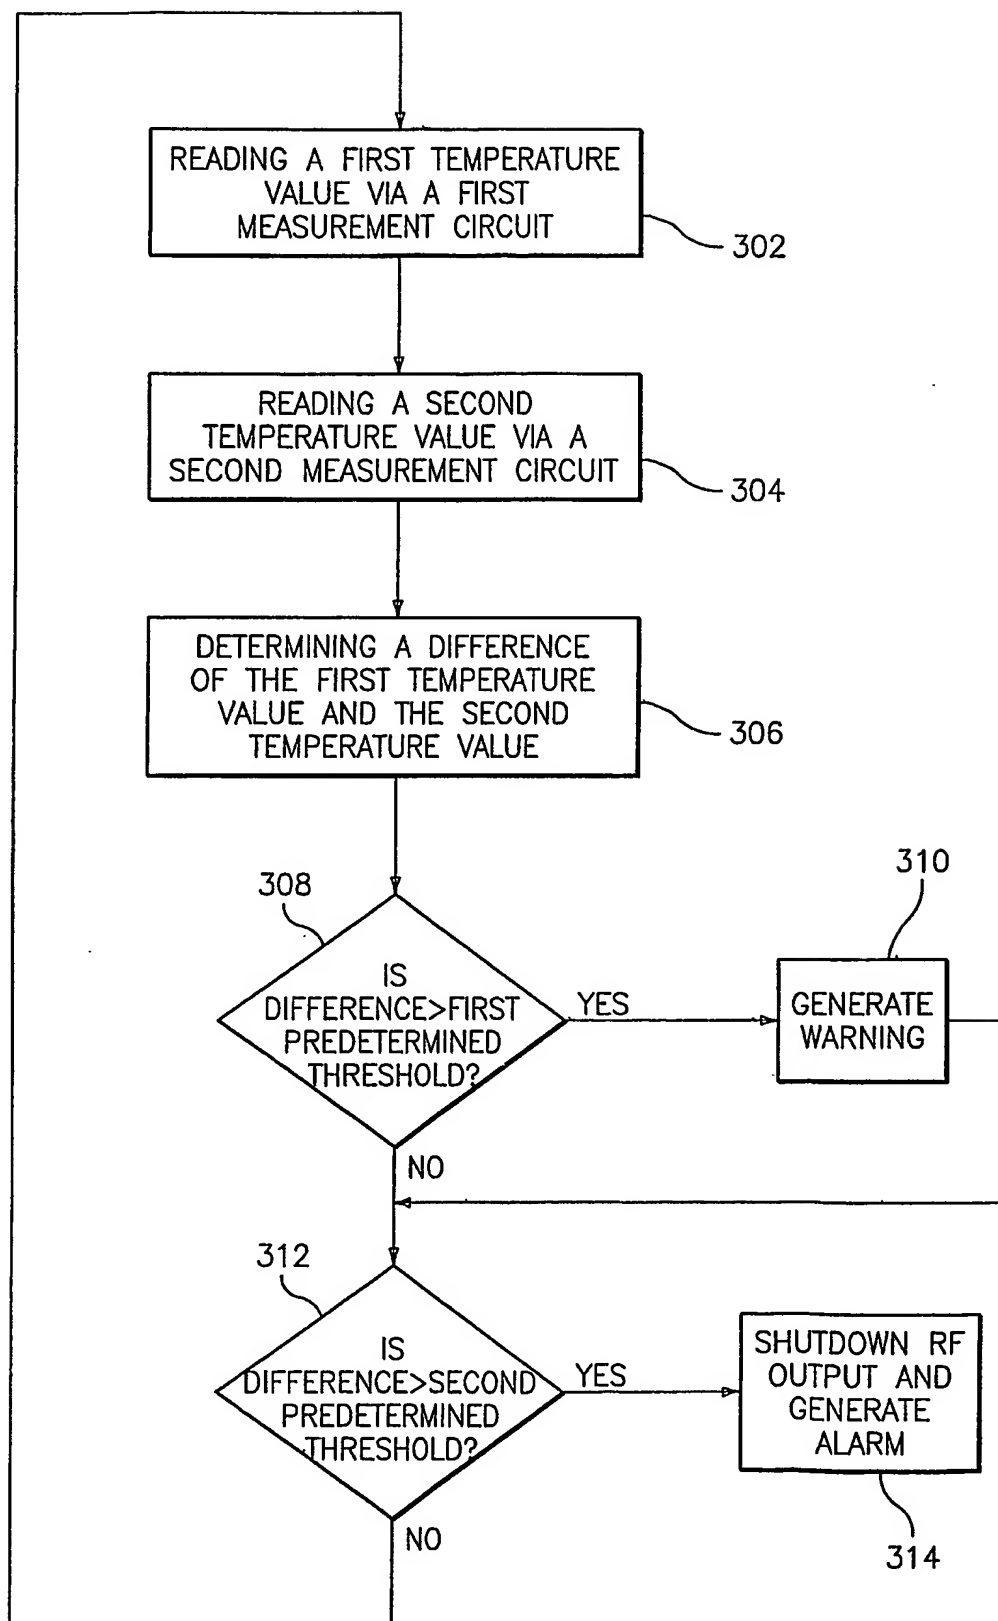 READING A FIRST TEMPERATURE
VALUE VIA A FIRST
MEASUREMENT CIRCUIT
302
READING A SECOND
TEMPERATURE VALUE VIA A
SECOND MEASUREMENT CIRCUIT
304
DETERMINING A DIFFERENCE
OF THE FIRST TEMPERATURE
VALUE AND THE SECOND
TEMPERATURE VALUE
306
308
IS
DIFFERENCE>FIRST
PREDETERMINED
THRESHOLD?
YES
310
GENERATE
WARNING
NO
312
IS
DIFFERENCE>SECOND
PREDETERMINED
THRESHOLD?
YES
SHUTDOWN RF
OUTPUT AND
GENERATE
ALARM
314
NO